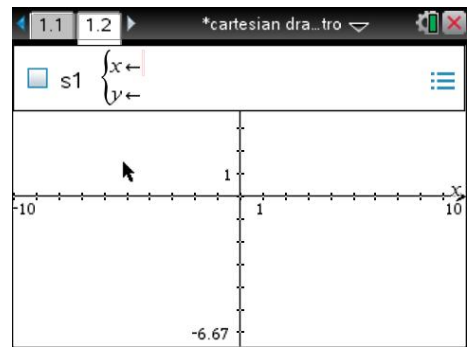 1.1 1.2 *cartesian dra...tro
s1 {x←
y←
1
x
-10 1 10
-6.67